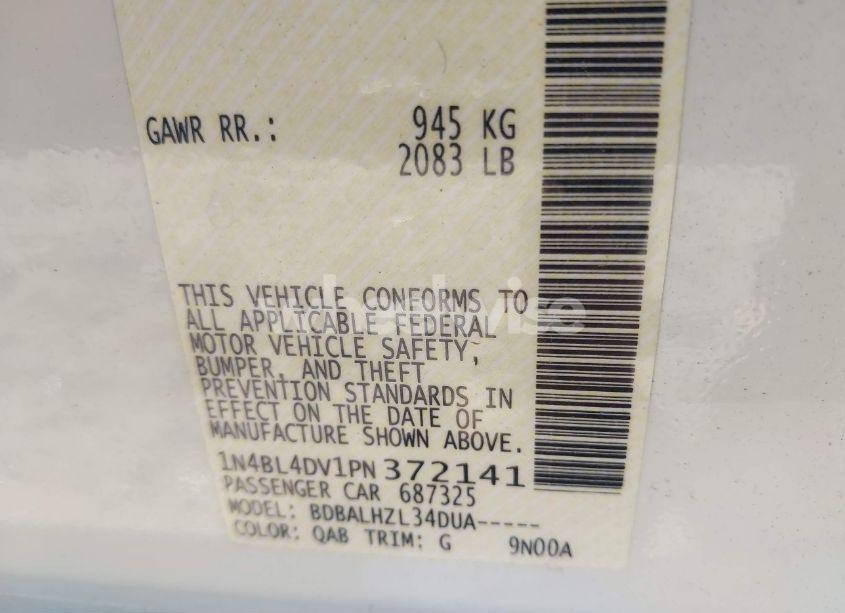 GAWR RR.: 945 KG
2083 LB
THIS VEHICLE CONFORMS TO
ALL APPLICABLE FEDERAL
MOTOR VEHICLE SAFETY,
BUMPER, AND THEFT
PREVENTION STANDARDS IN
EFFECT ON THE DATE OF
MANUFACTURE SHOWN ABOVE.
1N4BL4DV1PN372141
PASSENGER CAR 687325
MODEL: BDBALHZL34DUA-----
COLOR: QAB TRIM: G 9N00A